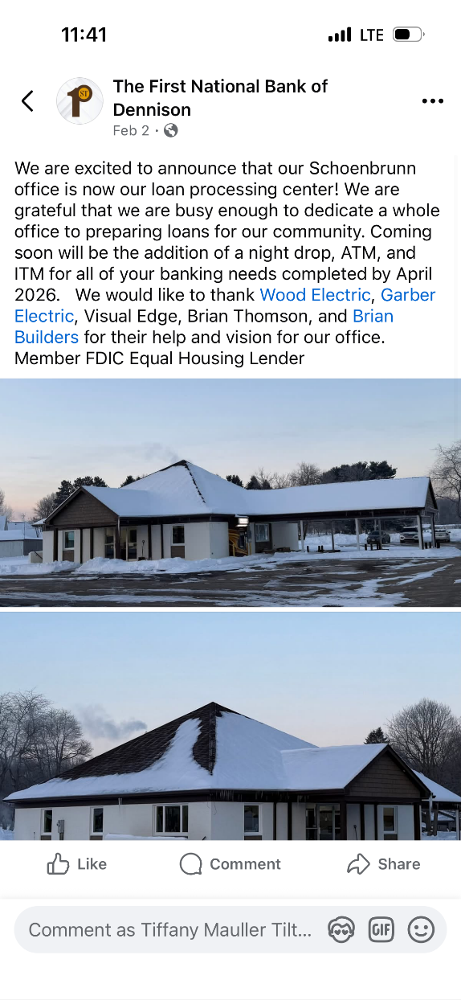 11:41
LTE
1
ST
The First National Bank of
Dennison
Feb 2 ·
We are excited to announce that our Schoenbrunn
office is now our loan processing center! We are
grateful that we are busy enough to dedicate a whole
office to preparing loans for our community. Coming
soon will be the addition of a night drop, ATM, and
ITM for all of your banking needs completed by April
2026.   We would like to thank Wood Electric, Garber
Electric, Visual Edge, Brian Thomson, and Brian
Builders for their help and vision for our office.
Member FDIC Equal Housing Lender
Like
Comment
Share
Comment as Tiffany Mauller Tilt...
GIF